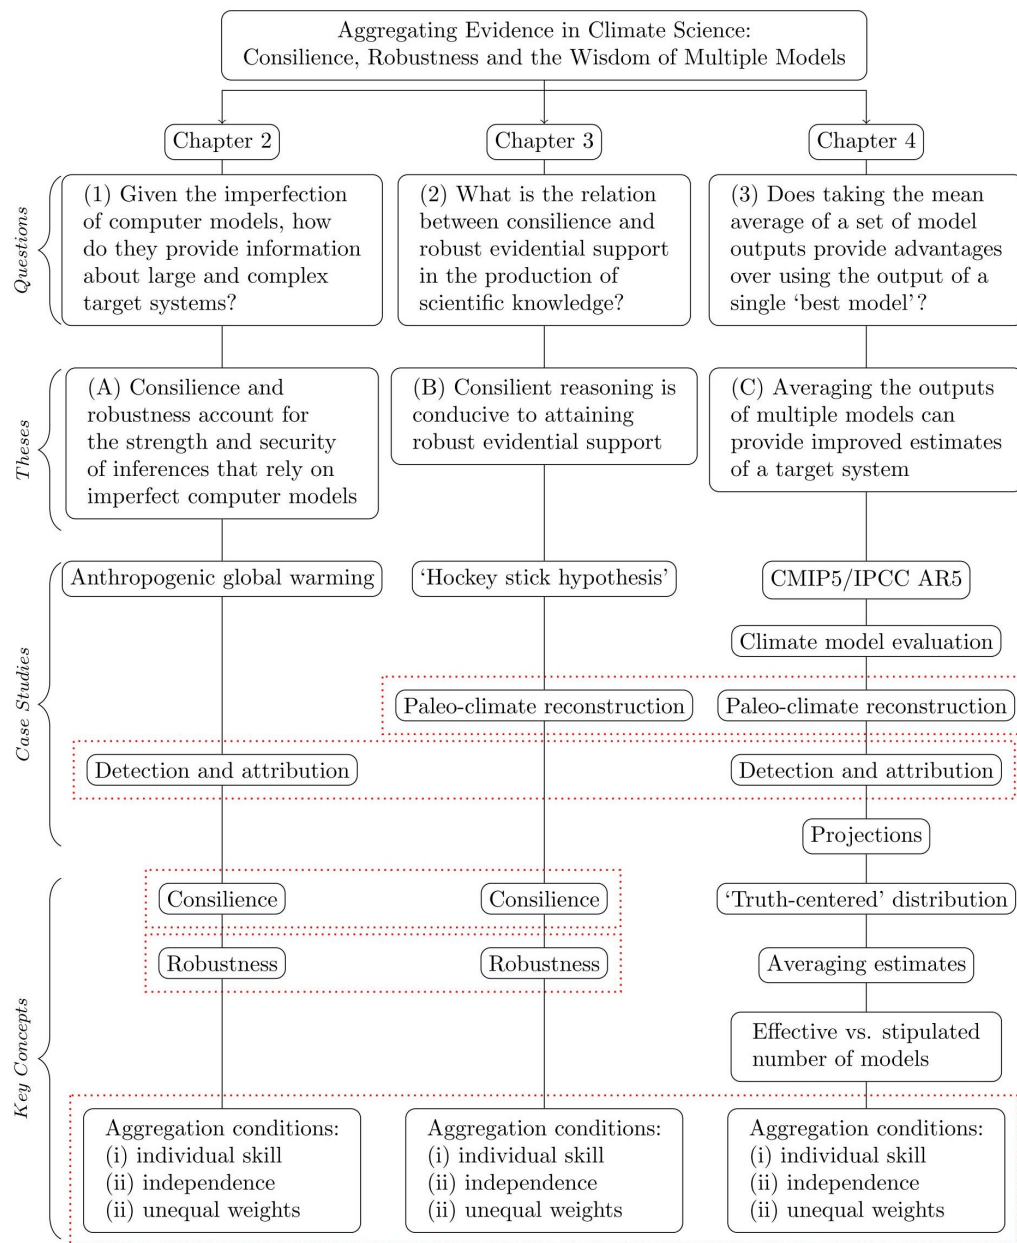 Aggregating Evidence in Climate Science:
Consilience, Robustness and the Wisdom of Multiple Models
Chapter 2
Chapter 3
Chapter 4
Questions
(1) Given the imperfection
of computer models, how
do they provide information
about large and complex
target systems?
(2) What is the relation
between consilience and
robust evidential support
in the production of
scientific knowledge?
(3) Does taking the mean
average of a set of model
outputs provide advantages
over using the output of a
single ‘best model’?
Theses
(A) Consilience and
robustness account for
the strength and security
of inferences that rely on
imperfect computer models
(B) Consilient reasoning is
conducive to attaining
robust evidential support
(C) Averaging the outputs
of multiple models can
provide improved estimates
of a target system
Case Studies
Anthropogenic global warming
‘Hockey stick hypothesis’
CMIP5/IPCC AR5
Climate model evaluation
Paleo-climate reconstruction
Paleo-climate reconstruction
Detection and attribution
Detection and attribution
Projections
Key Concepts
Consilience
Consilience
‘Truth-centered’ distribution
Robustness
Robustness
Averaging estimates
Effective vs. stipulated
number of models
Aggregation conditions:
(i) individual skill
(ii) independence
(ii) unequal weights
Aggregation conditions:
(i) individual skill
(ii) independence
(ii) unequal weights
Aggregation conditions:
(i) individual skill
(ii) independence
(ii) unequal weights